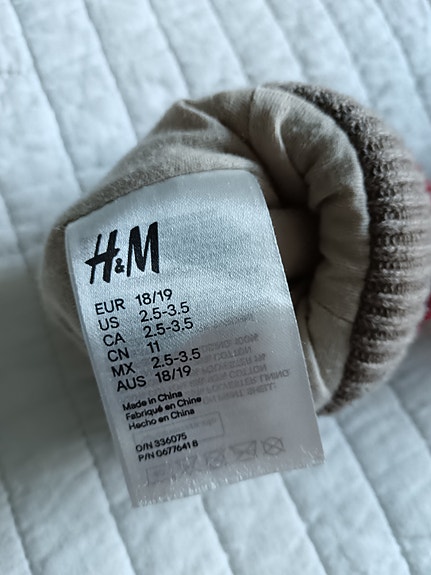 H&M
EUR 18/19
US 2.5-3.5
CA 2.5-3.5
CN 11
MX 2.5-3.5
AUS 18/19
Made in China
Fabriqué en Chine
Hecho en China
O/N 336075
P/N 0677641 8